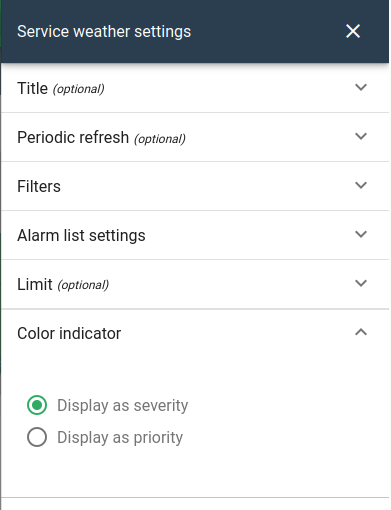 Service weather settings
Title (optional)
Periodic refresh (optional)
Filters
Alarm list settings
Limit (optional)
Color indicator
Display as severity
Display as priority